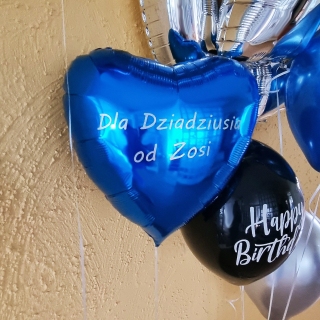 Dla Dziadziusia
od Zosi
Happy
Birthday